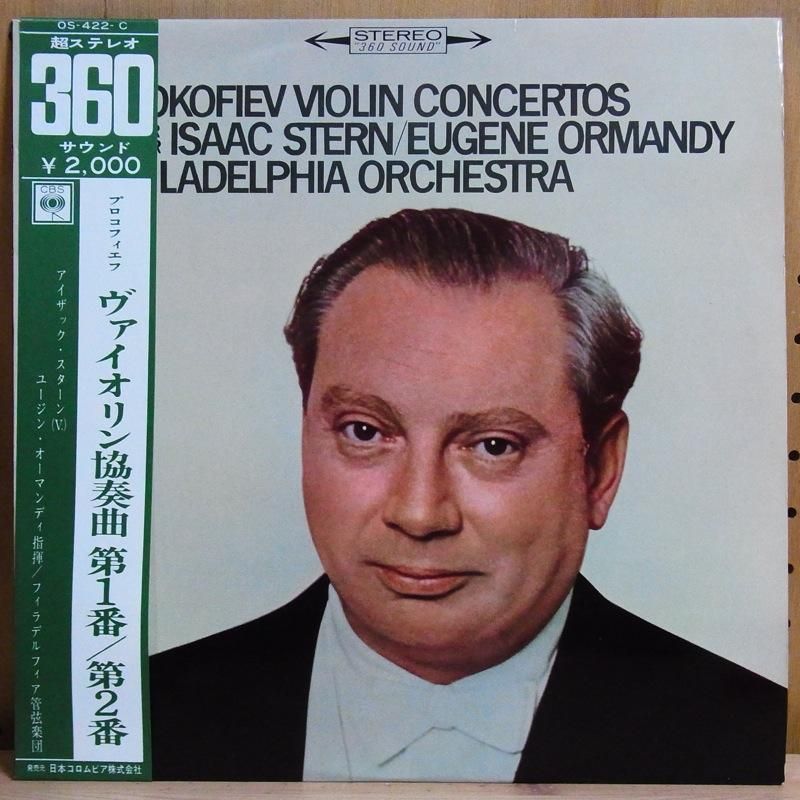 OS-422-C
超ステレオ
360
サウンド
¥2,000
CBS
プロコフィエフ
ヴァイオリン協奏曲 第1番/第2番
アイザック・スターン(V.)
ユージン・オーマンディ指揮/フィラデルフィア管弦楽団
発売元 日本コロムビア株式会社
STEREO
"360 SOUND"
OKOFIEV VIOLIN CONCERTOS
ISAAC STERN/EUGENE ORMANDY
LADELPHIA ORCHESTRA